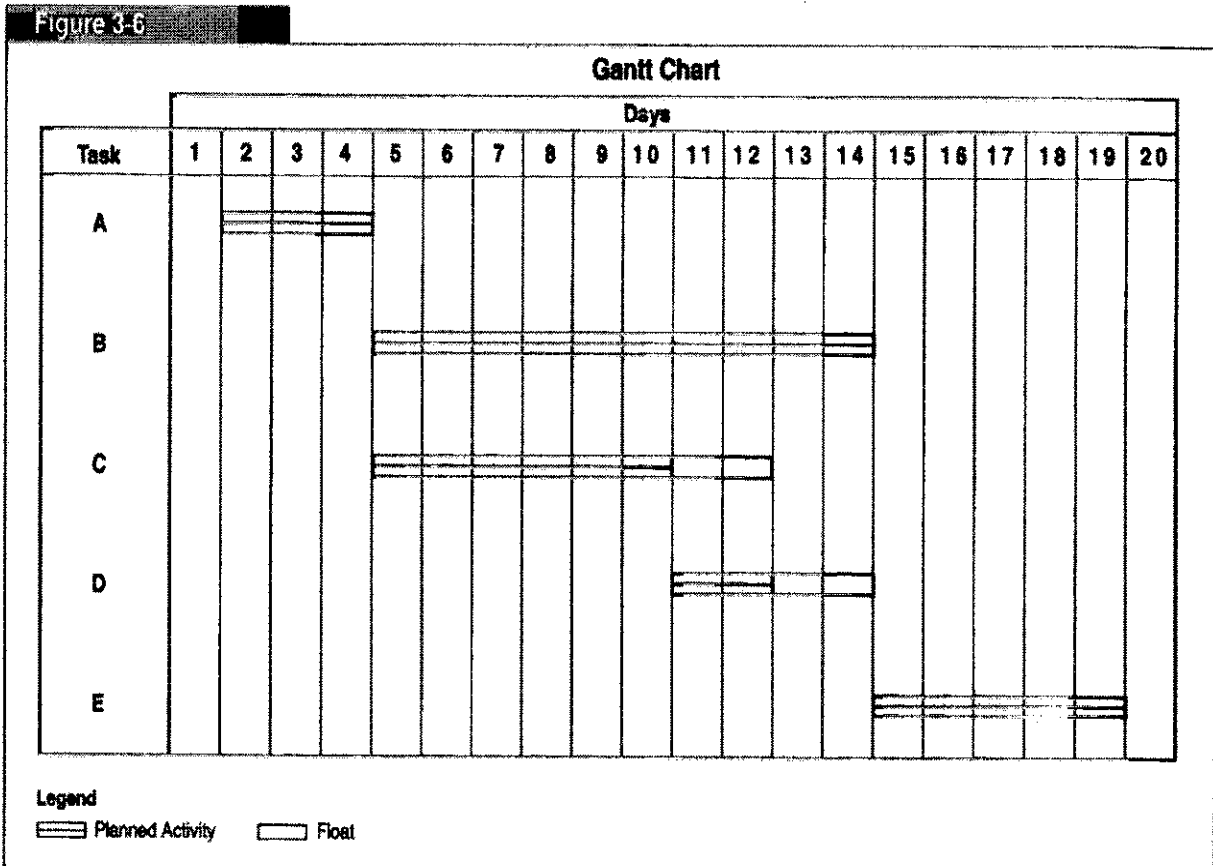 Figure 3-6
Gantt Chart
Days
Task 1 2 3 4 5 6 7 8 9 10 11 12 13 14 15 16 17 18 19 20
A
B
C
D
E
Legend
Planned Activity Float